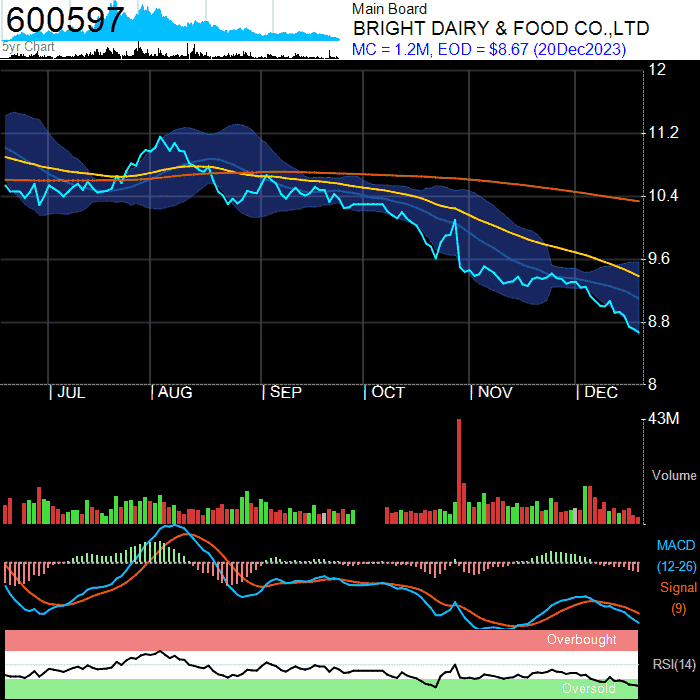 600597
5yr Chart
Main Board
BRIGHT DAIRY & FOOD CO.,LTD
MC = 1.2M, EOD = $8.67 (20Dec2023)
12
11.2
10.4
9.6
8.8
8
| JUL | AUG | SEP | OCT | NOV | DEC
43M
Volume
MACD
(12-26)
Signal
(9)
Overbought
RSI(14)
Oversold